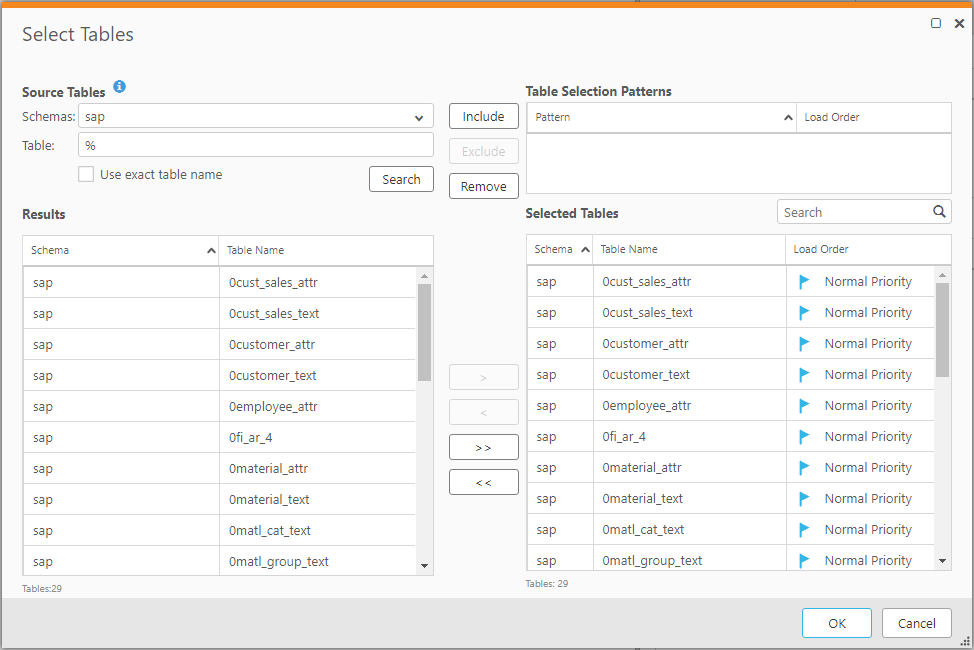 Select Tables
Source Tables
Schemas: sap
Table: %
Use exact table name
Search
Include
Exclude
Remove
Table Selection Patterns
Pattern Load Order
Results
Schema Table Name
sap 0cust_sales_attr
sap 0cust_sales_text
sap 0customer_attr
sap 0customer_text
sap 0employee_attr
sap 0fi_ar_4
sap 0material_attr
sap 0material_text
sap 0matl_cat_text
sap 0matl_group_text
Tables:29
>
<
>>
<<
Selected Tables
Search
Schema Table Name Load Order
sap 0cust_sales_attr Normal Priority
sap 0cust_sales_text Normal Priority
sap 0customer_attr Normal Priority
sap 0customer_text Normal Priority
sap 0employee_attr Normal Priority
sap 0fi_ar_4 Normal Priority
sap 0material_attr Normal Priority
sap 0material_text Normal Priority
sap 0matl_cat_text Normal Priority
sap 0matl_group_text Normal Priority
Tables: 29
OK
Cancel